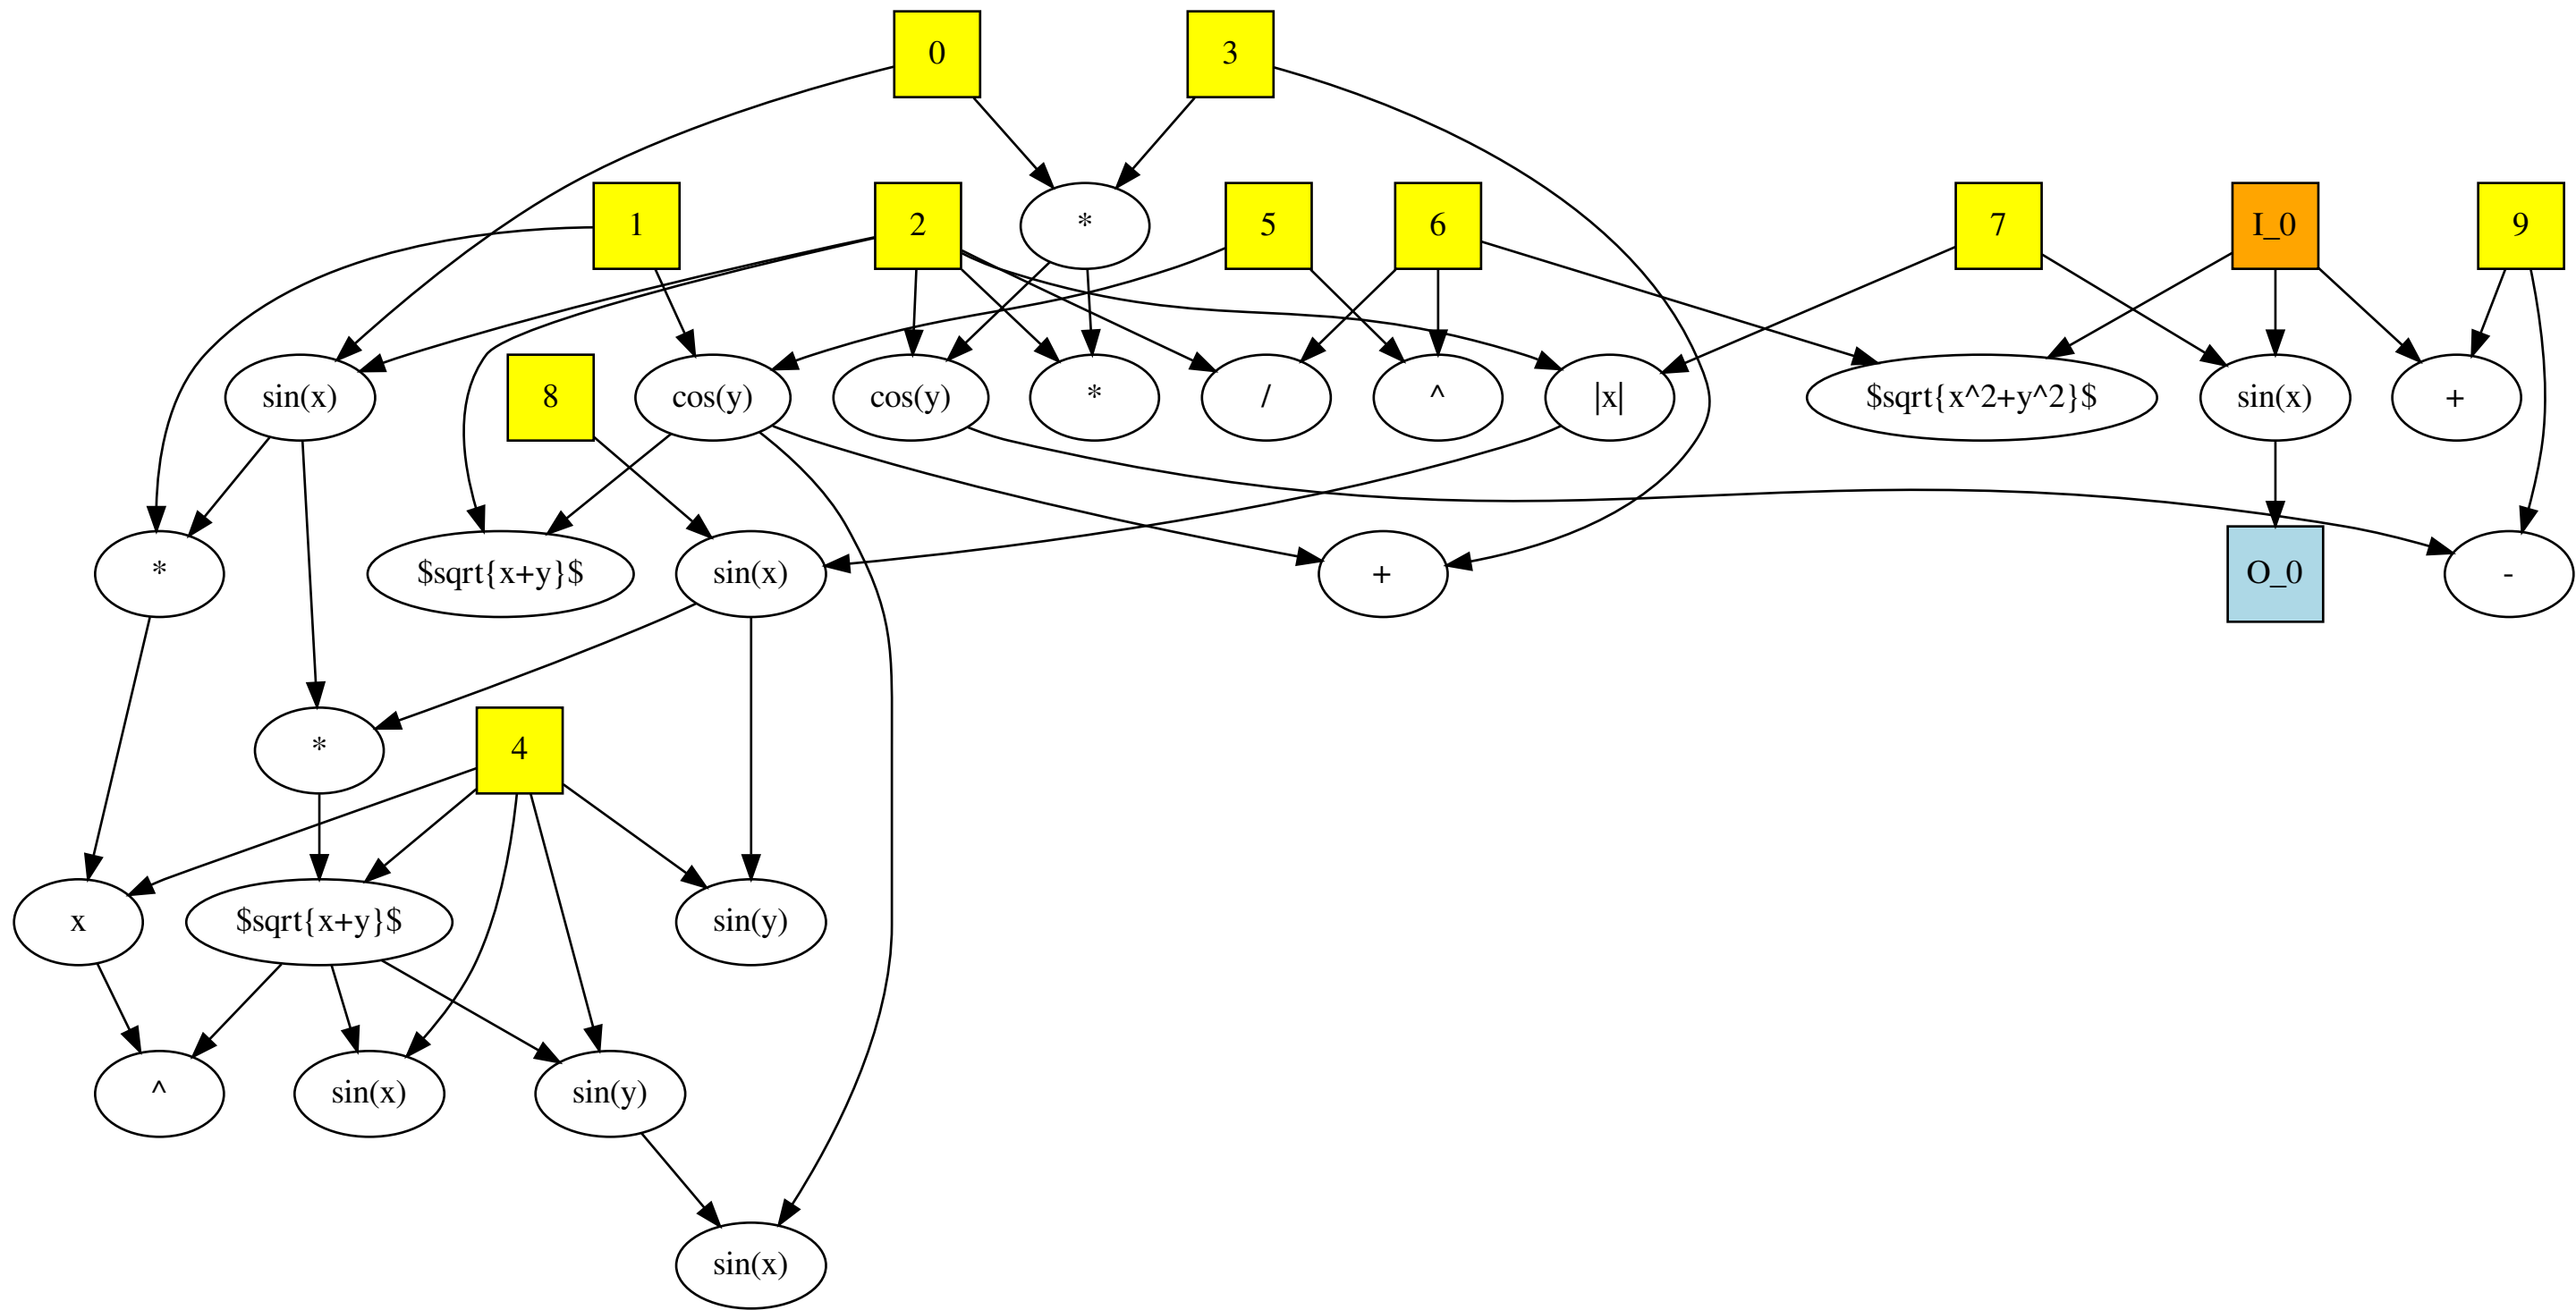 0 3
1 2 * 5 6 7 I_0 9
sin(x) 8 cos(y) cos(y) * / ^ |x| $sqrt{x^2+y^2}$ sin(x) +
* $sqrt{x+y}$ sin(x) + O_0 -
* 4
x $sqrt{x+y}$ sin(y)
^ sin(x) sin(y)
sin(x)